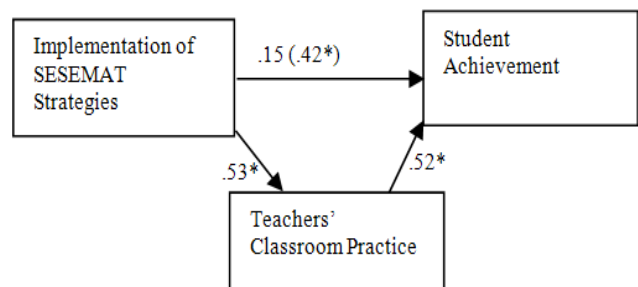 Implementation of
SESEMAT
Strategies
.15 (.42*)
Student
Achievement
.53*
.52*
Teachers’
Classroom Practice